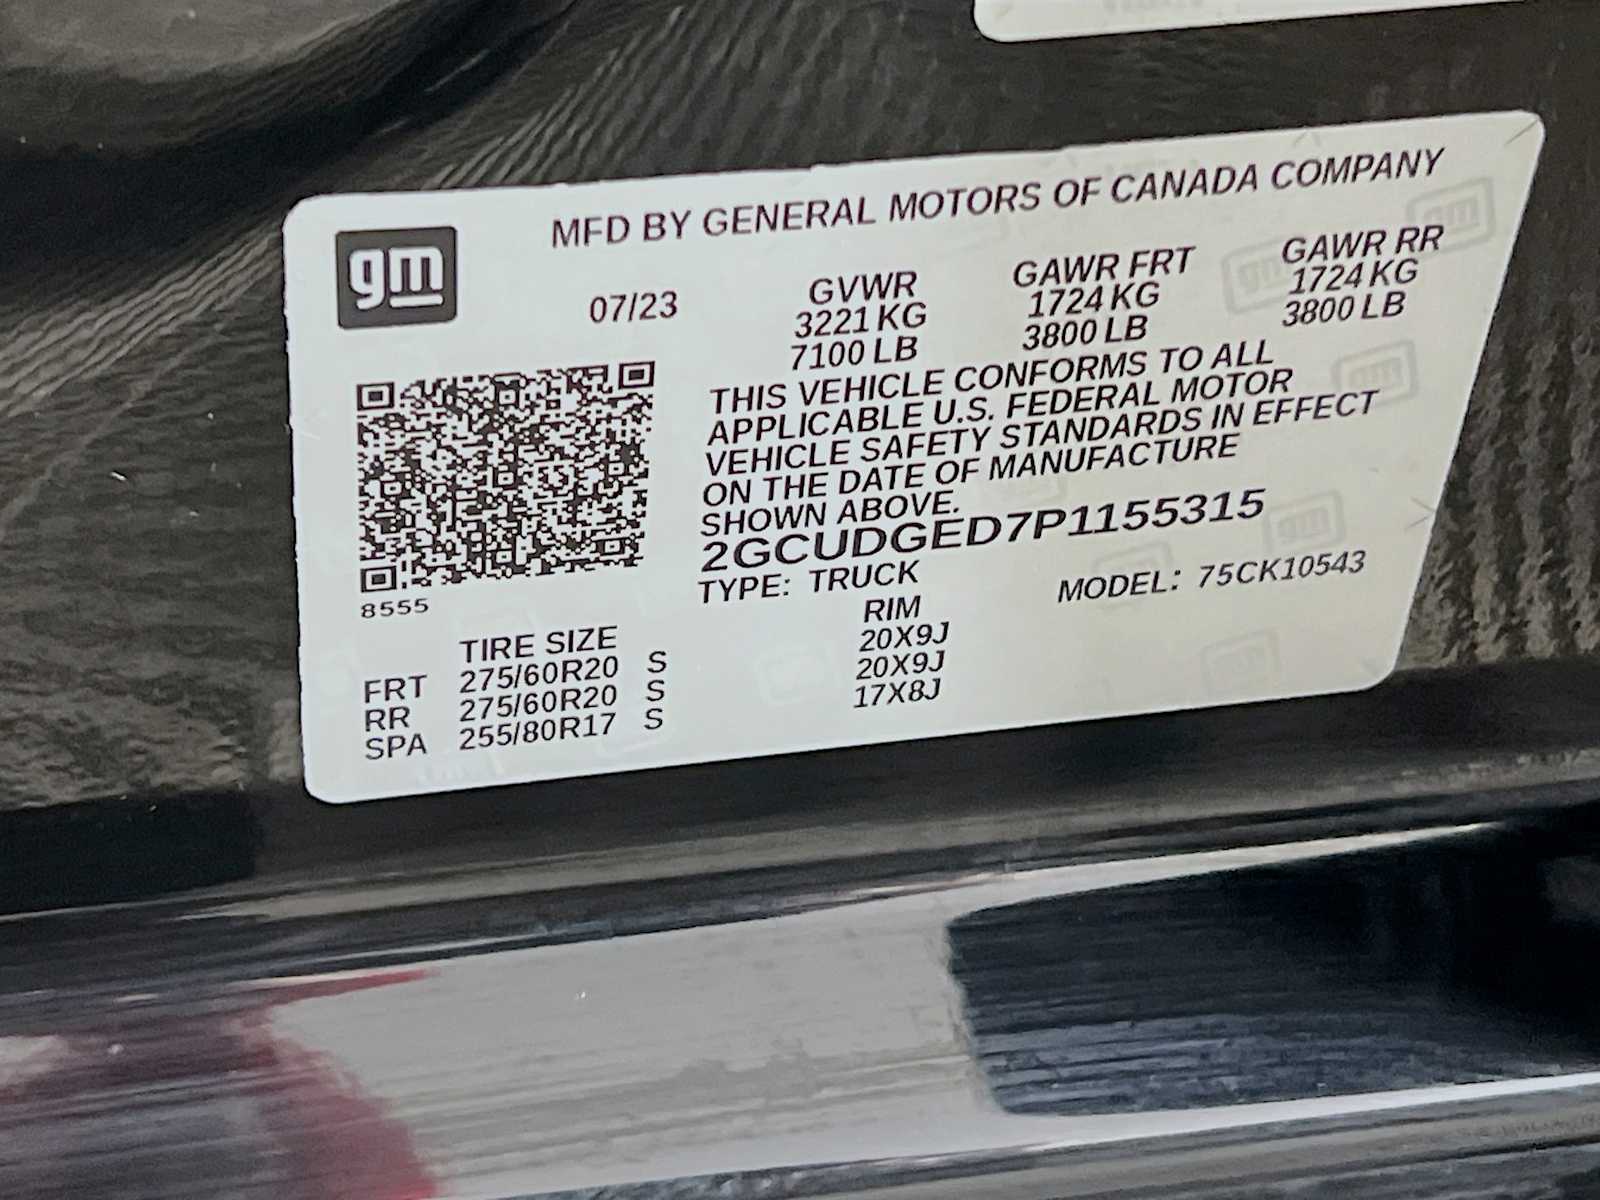 gm
MFD BY GENERAL MOTORS OF CANADA COMPANY
07/23
GVWR GAWR FRT GAWR RR
3221 KG 1724 KG 1724 KG
7100 LB 3800 LB 3800 LB
THIS VEHICLE CONFORMS TO ALL
APPLICABLE U.S. FEDERAL MOTOR
VEHICLE SAFETY STANDARDS IN EFFECT
ON THE DATE OF MANUFACTURE
SHOWN ABOVE.
2GCUDGED7P1155315
TYPE: TRUCK MODEL: 75CK10543
8555
TIRE SIZE RIM
FRT 275/60R20 S 20X9J
RR 275/60R20 S 20X9J
SPA 255/80R17 S 17X8J